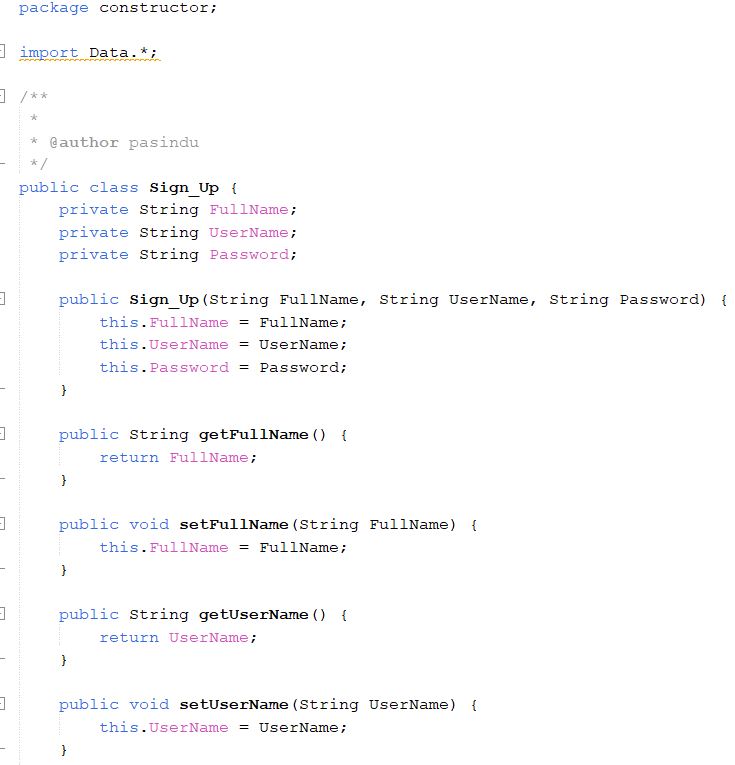 package constructor;
import Data.*;
/**
*
* @author pasindu
*/
public class Sign_Up {
private String FullName;
private String UserName;
private String Password;
public Sign_Up(String FullName, String UserName, String Password) {
this.FullName = FullName;
this.UserName = UserName;
this.Password = Password;
}
public String getFullName() {
return FullName;
}
public void setFullName(String FullName) {
this.FullName = FullName;
}
public String getUserName() {
return UserName;
}
public void setUserName(String UserName) {
this.UserName = UserName;
}